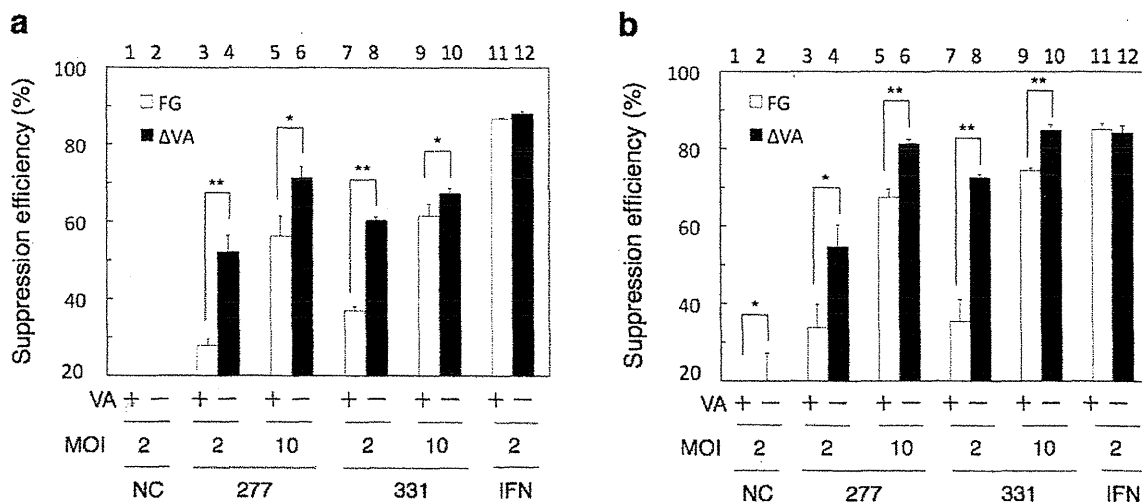 a
1 2 3 4 5 6 7 8 9 10 11 12
Suppression efficiency (%)
100
80
60
40
20
FG
ΔVA
**
*
**
*
VA + − + − + − + − + − + −
MOI 2 2 10 2 10 2
NC 277 331 IFN
b
1 2 3 4 5 6 7 8 9 10 11 12
Suppression efficiency (%)
100
80
60
40
20
FG
ΔVA
*
*
**
**
**
VA + − + − + − + − + − + −
MOI 2 2 10 2 10 2
NC 277 331 IFN